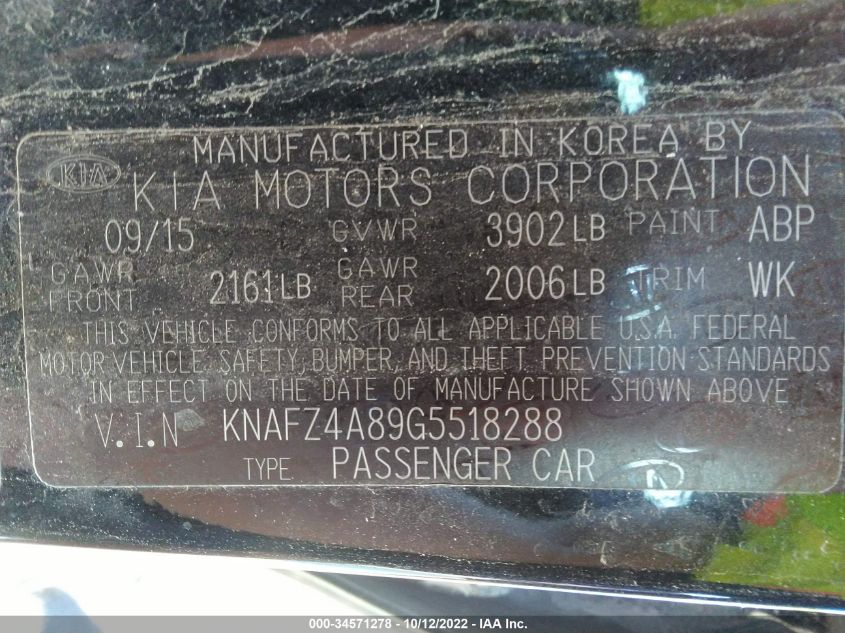 MANUFACTURED IN KOREA BY
KIA KIA MOTORS CORPORATION
09/15 GVWR 3902LB PAINT ABP
GAWR FRONT 2161LB GAWR REAR 2006LB TRIM WK
THIS VEHICLE CONFORMS TO ALL APPLICABLE U.S.A. FEDERAL
MOTOR VEHICLE SAFETY, BUMPER, AND THEFT PREVENTION STANDARDS
IN EFFECT ON THE DATE OF MANUFACTURE SHOWN ABOVE
V.I.N KNAFZ4A89G5518288
TYPE PASSENGER CAR
000-34571278 - 10/12/2022 - IAA Inc.